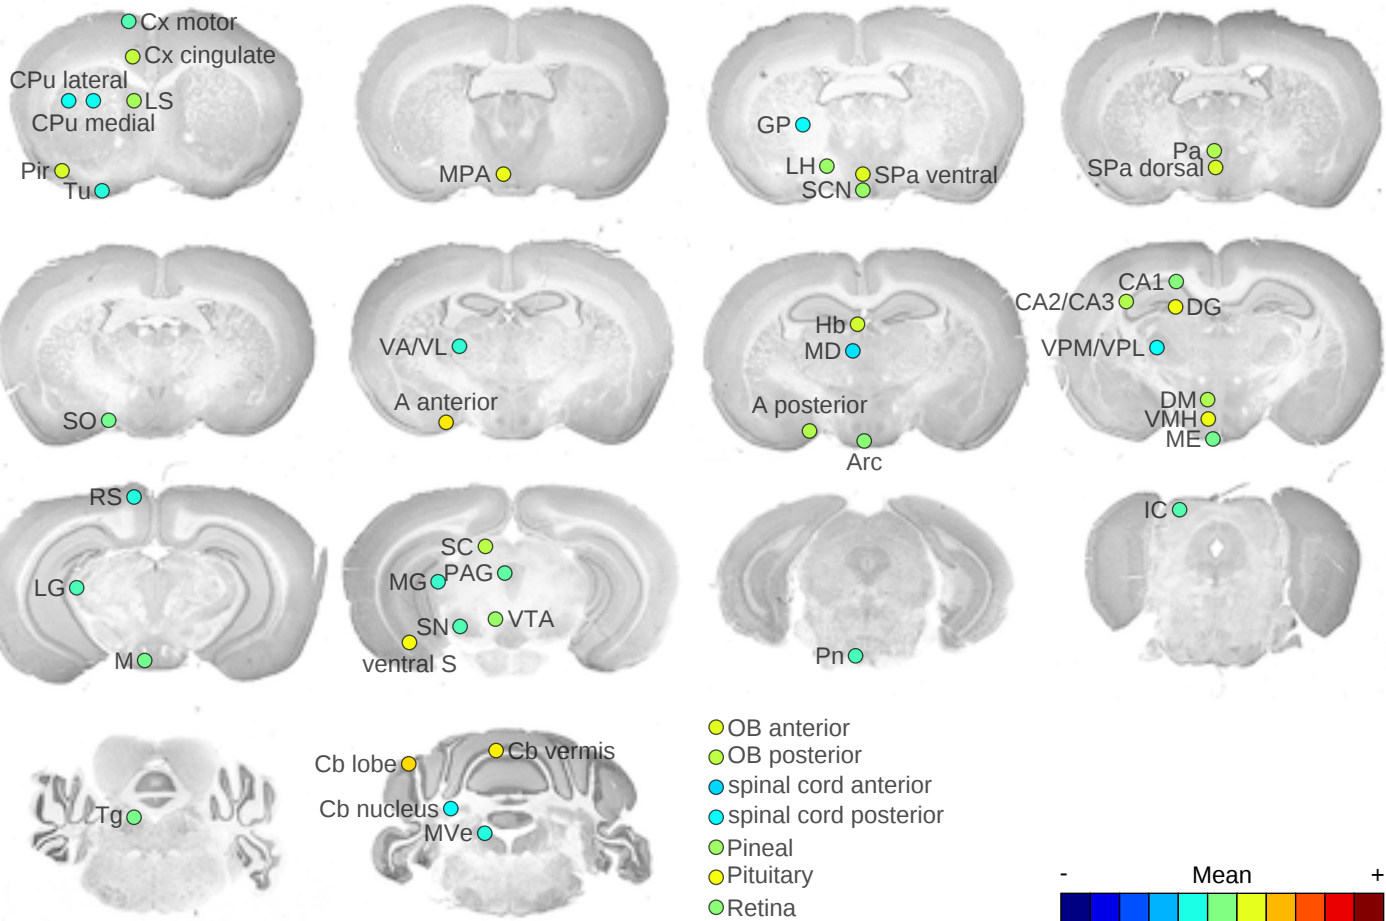 Cx motor
Cx cingulate
CPu lateral
LS
CPu medial
Pir
Tu
MPA
GP
LH
SPa ventral
SCN
Pa
SPa dorsal
SO
VA/VL
A anterior
Hb
MD
A posterior
Arc
CA1
CA2/CA3
DG
VPM/VPL
DM
VMH
ME
RS
LG
M
SC
PAG
MG
VTA
SN
ventral S
Pn
IC
Tg
Cb vermis
Cb lobe
Cb nucleus
MVe
OB anterior
OB posterior
spinal cord anterior
spinal cord posterior
Pineal
Pituitary
Retina
- Mean +